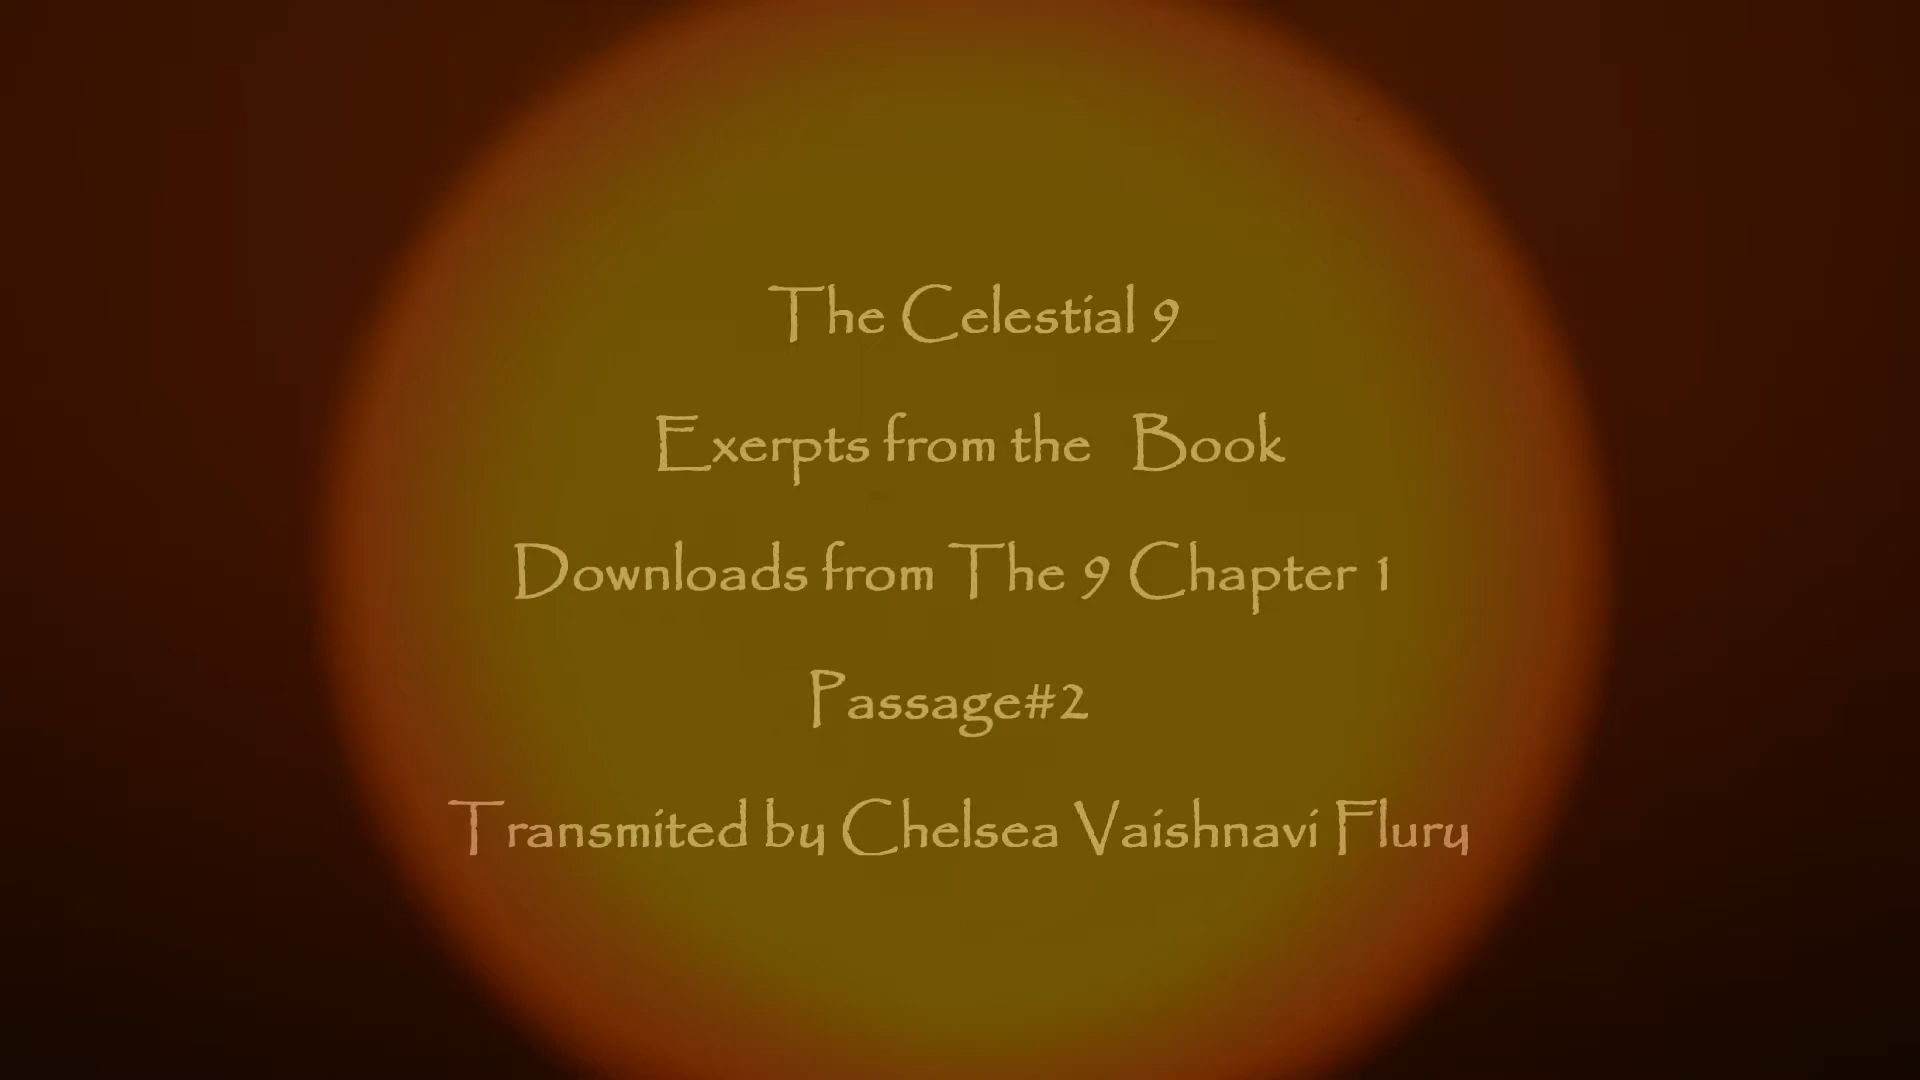 The Celestial 9
Exerpts from the Book
Downloads from The 9 Chapter 1
Passage#2
Transmited by Chelsea Vaishnavi Flury